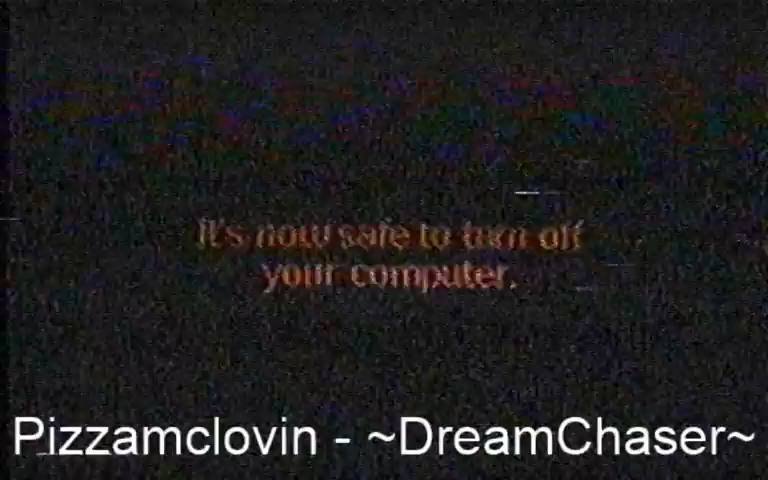 It's now safe to turn off
your computer.
Pizzamclovin - ~DreamChaser~